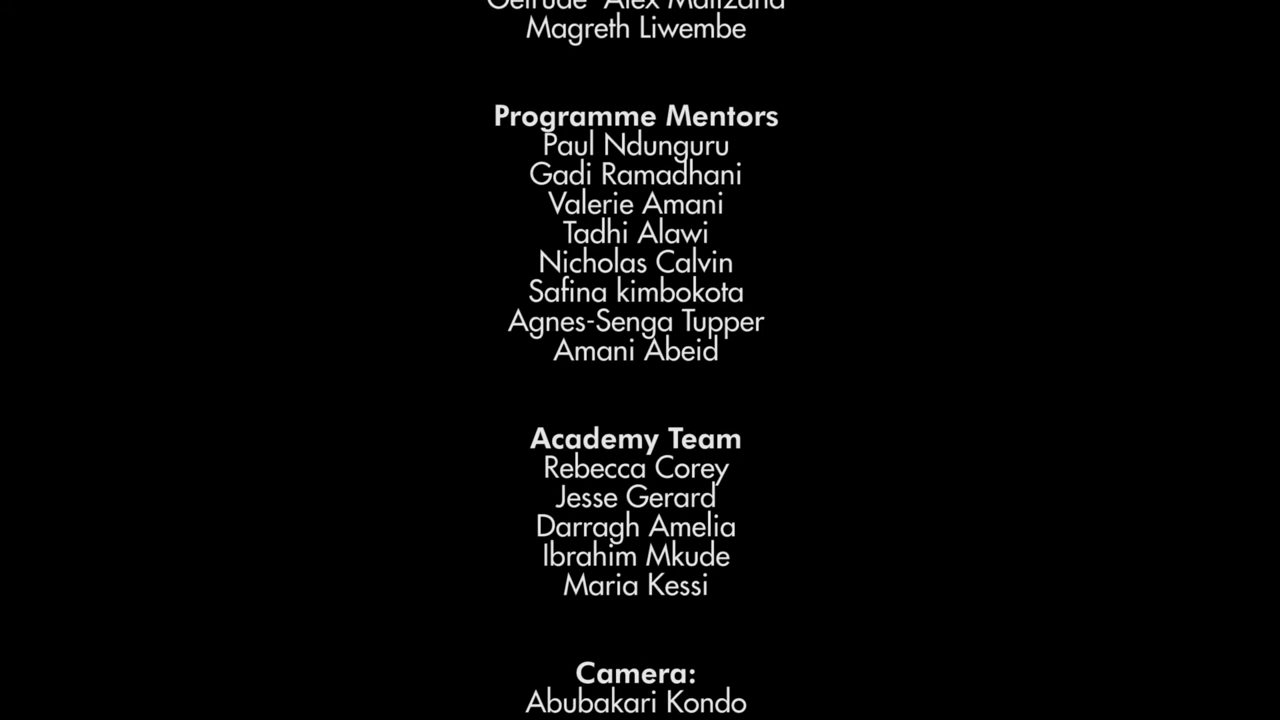 Alex
Magreth Liwembe
Programme Mentors
Paul Ndunguru
Gadi Ramadhani
Valerie Amani
Tadhi Alawi
Nicholas Calvin
Safina kimbokota
Agnes-Senga Tupper
Amani Abeid
Academy Team
Rebecca Corey
Jesse Gerard
Darragh Amelia
Ibrahim Mkude
Maria Kessi
Camera:
Abubakari Kondo